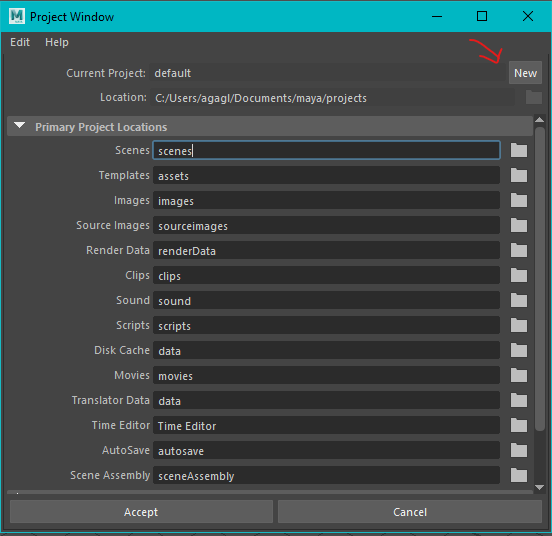 Project Window
Edit Help
Current Project: default New
Location: C:/Users/agagl/Documents/maya/projects
Primary Project Locations
Scenes scenes
Templates assets
Images images
Source Images sourceimages
Render Data renderData
Clips clips
Sound sound
Scripts scripts
Disk Cache data
Movies movies
Translator Data data
Time Editor Time Editor
AutoSave autosave
Scene Assembly sceneAssembly
Accept Cancel